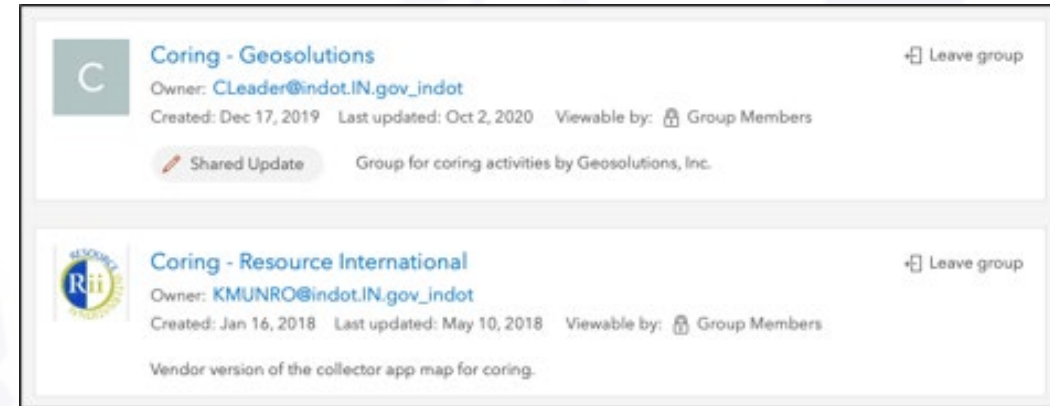 C
Coring - Geosolutions
Leave group
Owner: CLeader@indot.IN.gov_indot
Created: Dec 17, 2019 Last updated: Oct 2, 2020 Viewable by: Group Members
Shared Update Group for coring activities by Geosolutions, Inc.
RESOURCE INTERNATIONAL
Rii
Coring - Resource International
Leave group
Owner: KMUNRO@indot.IN.gov_indot
Created: Jan 16, 2018 Last updated: May 10, 2018 Viewable by: Group Members
Vendor version of the collector app map for coring.